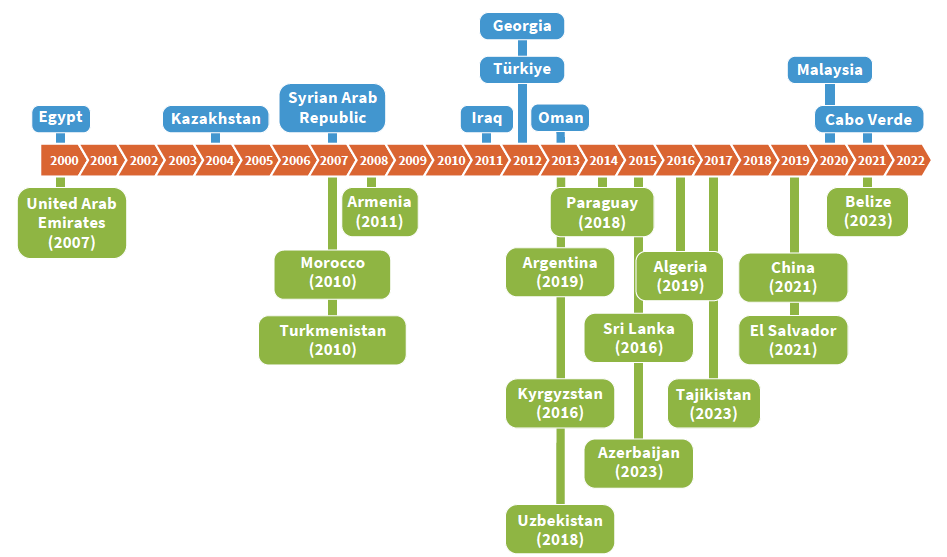 Georgia
Türkiye
Malaysia
Syrian Arab
Republic
Egypt
Kazakhstan
Iraq
Oman
Cabo Verde
2000 2001 2002 2003 2004 2005 2006 2007 2008 2009 2010 2011 2012 2013 2014 2015 2016 2017 2018 2019 2020 2021 2022
United Arab
Emirates
(2007)
Armenia
(2011)
Paraguay
(2018)
Belize
(2023)
Morocco
(2010)
Argentina
(2019)
Algeria
(2019)
China
(2021)
Turkmenistan
(2010)
Sri Lanka
(2016)
El Salvador
(2021)
Kyrgyzstan
(2016)
Tajikistan
(2023)
Azerbaijan
(2023)
Uzbekistan
(2018)